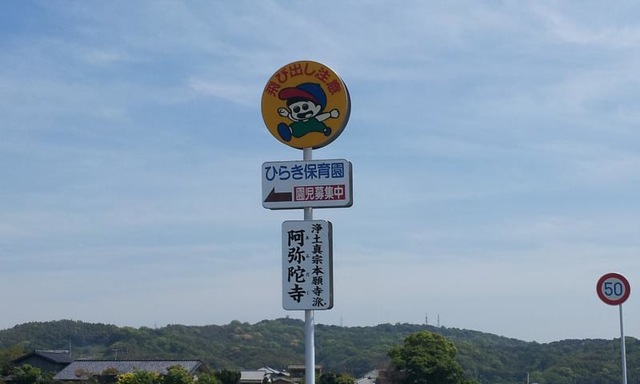 飛び出し注意
ひらき保育園
園児募集中
浄土真宗本願寺派
阿弥陀寺
50